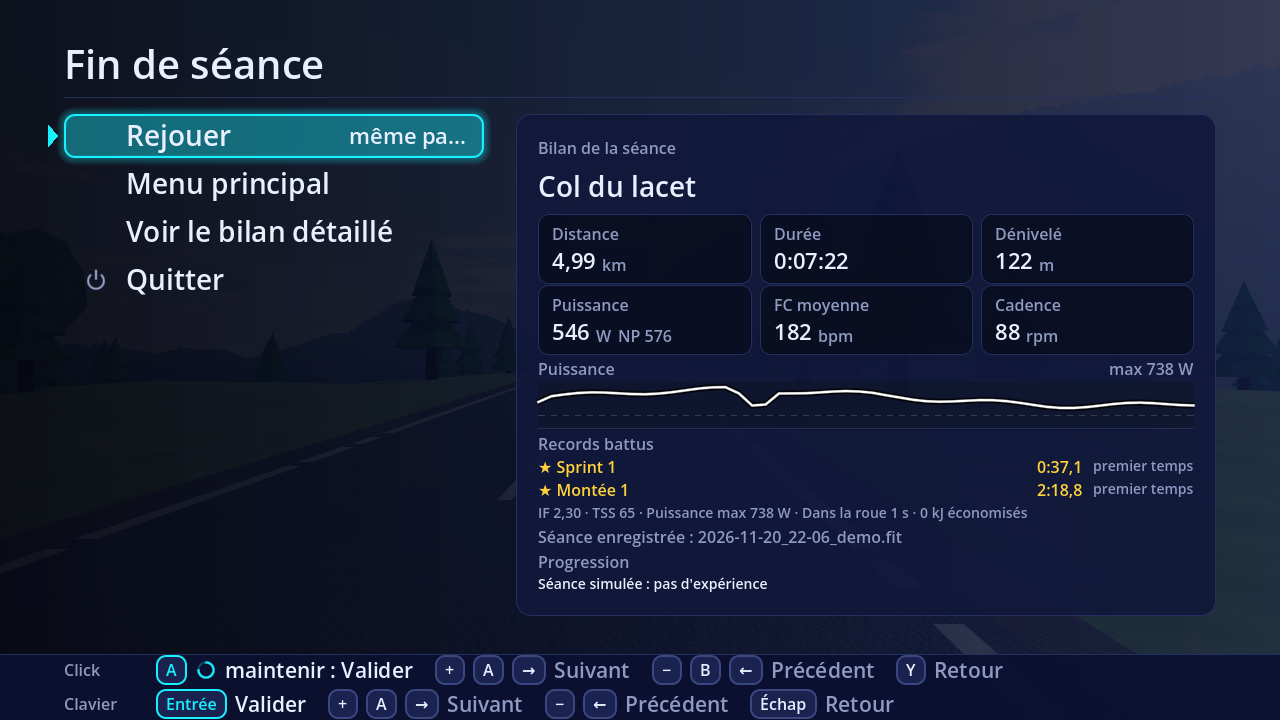 Fin de séance
Rejouer même pa...
Menu principal
Voir le bilan détaillé
Quitter
Bilan de la séance
Col du lacet
Distance Durée Dénivelé
4,99 km 0:07:22 122 m
Puissance FC moyenne Cadence
546 W NP 576 182 bpm 88 rpm
Puissance max 738 W
Records battus
★ Sprint 1 0:37,1 premier temps
★ Montée 1 2:18,8 premier temps
IF 2,30 · TSS 65 · Puissance max 738 W · Dans la roue 1 s · 0 kJ économisés
Séance enregistrée : 2026-11-20_22-06_demo.fit
Progression
Séance simulée : pas d'expérience
Click A maintenir : Valider + A → Suivant − B ← Précédent Y Retour
Clavier Entrée Valider + A → Suivant − ← Précédent Échap Retour